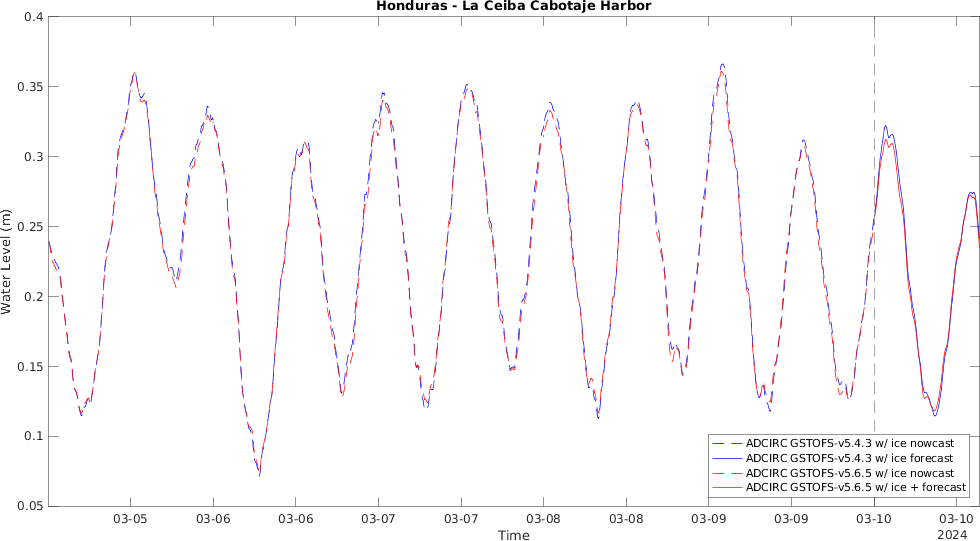 Honduras - La Ceiba Cabotaje Harbor
0.4
0.35
0.3
0.25
0.2
0.15
0.1
0.05
Water Level (m)
ADCIRC GSTOFS-v5.4.3 w/ ice nowcast
ADCIRC GSTOFS-v5.4.3 w/ ice forecast
ADCIRC GSTOFS-v5.6.5 w/ ice nowcast
ADCIRC GSTOFS-v5.6.5 w/ ice + forecast
03-05 03-06 03-06 03-07 03-07 03-08 03-08 03-09 03-09 03-10 03-10
Time
2024